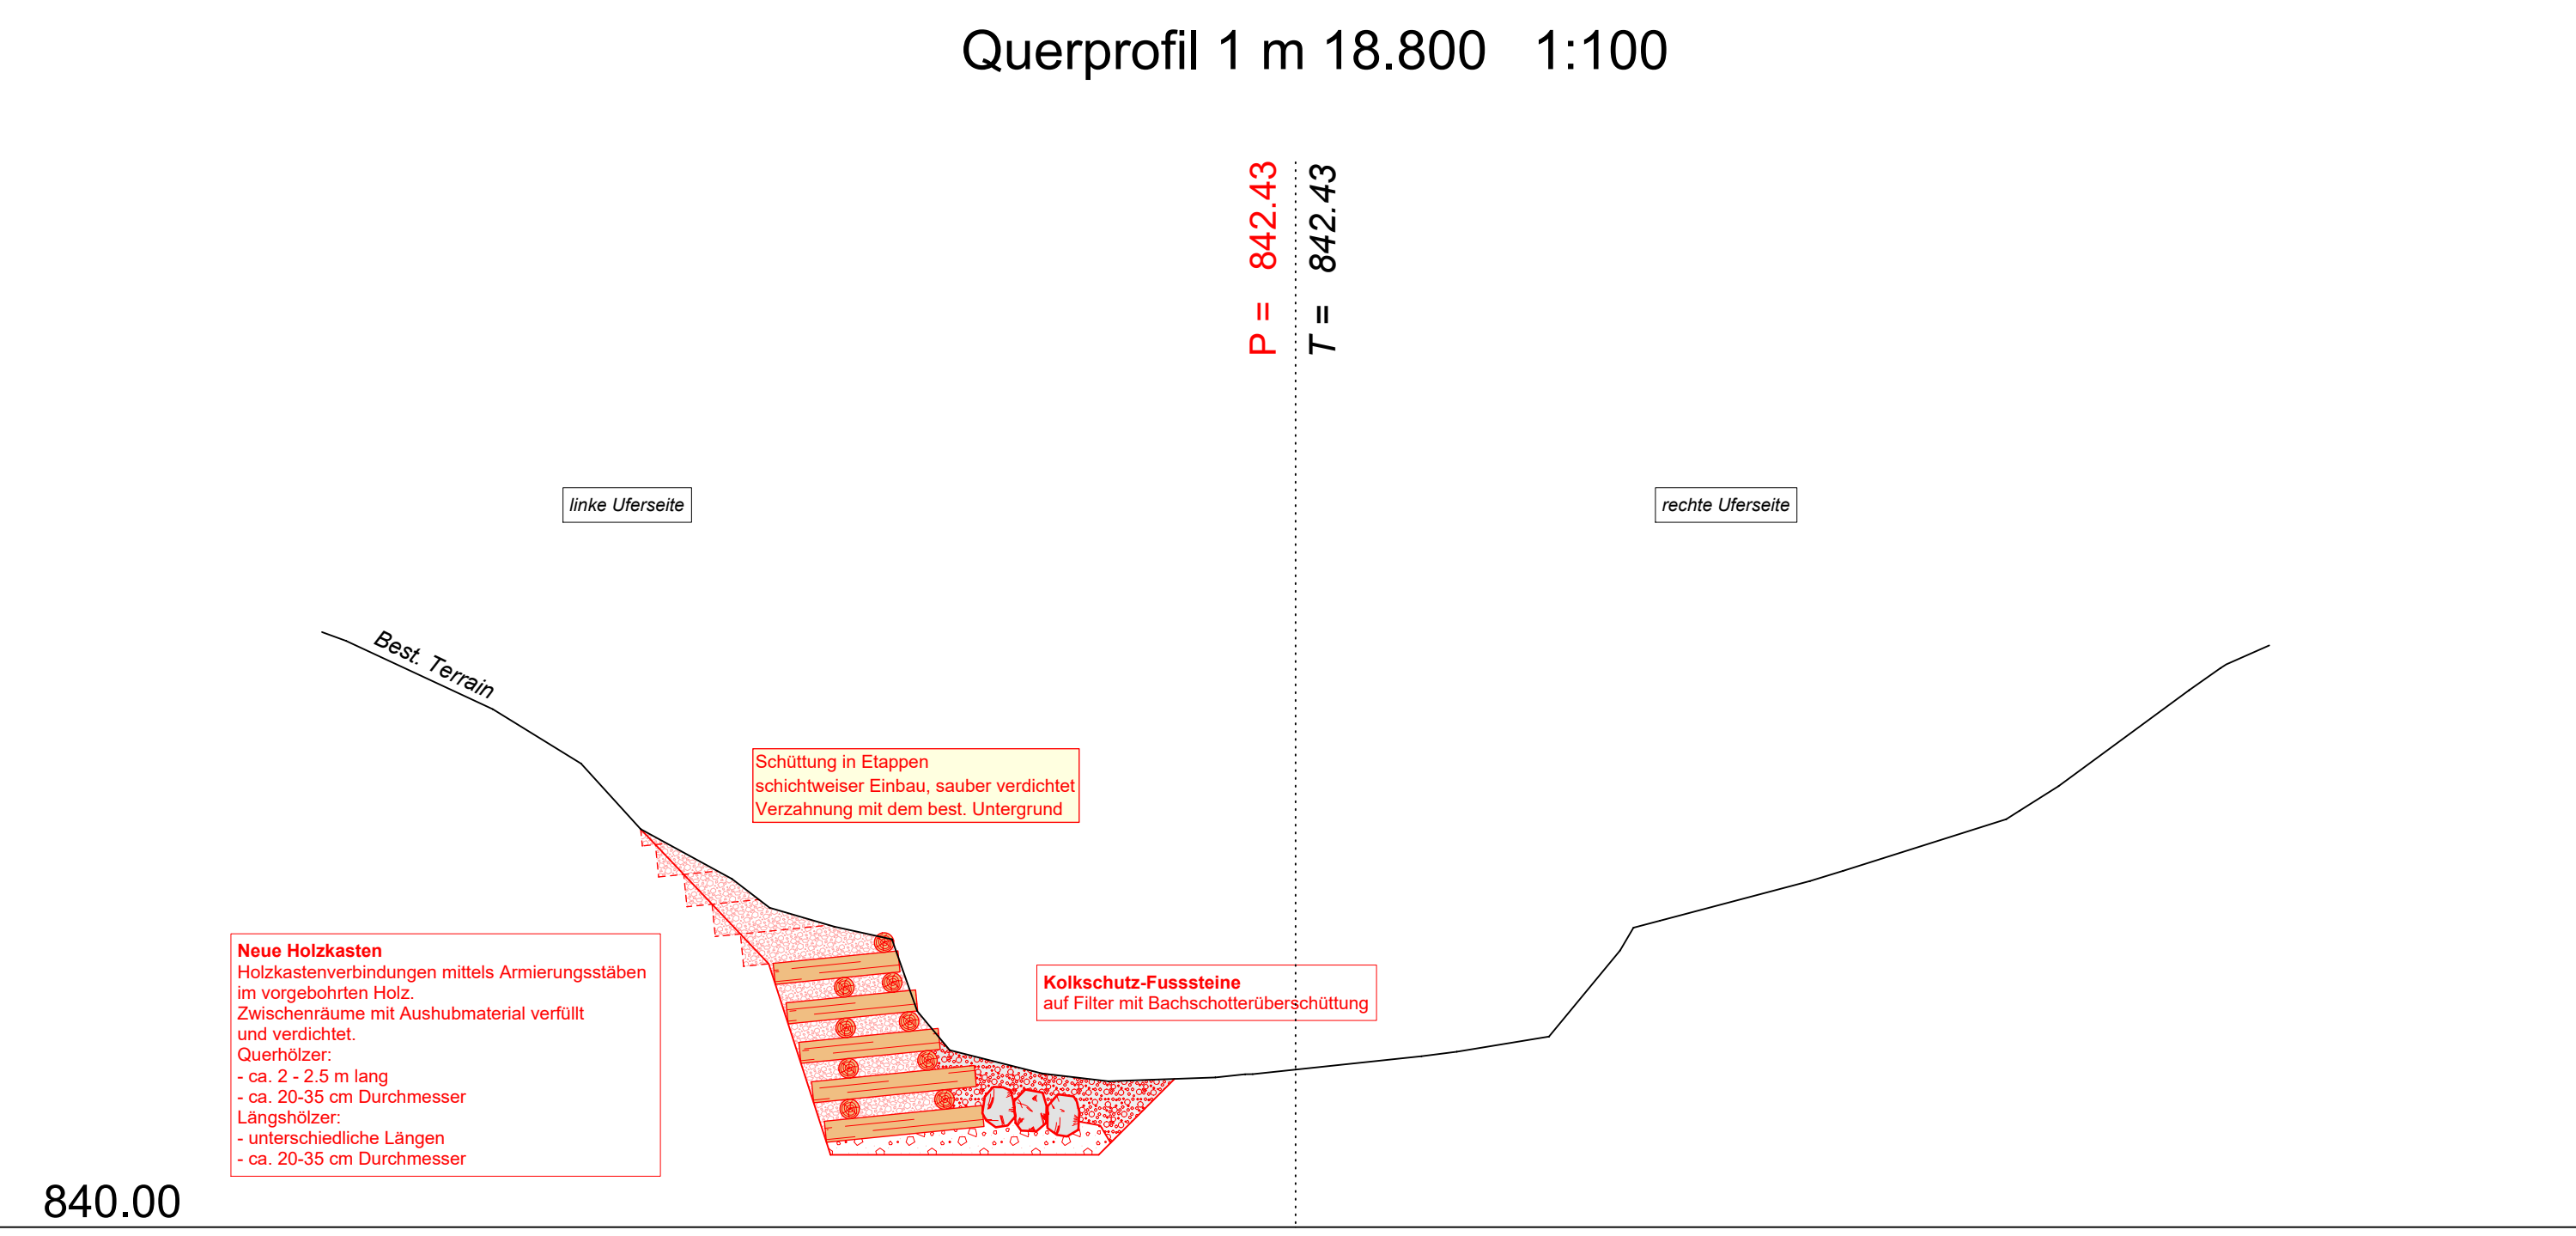 Querprofil 1 m 18.800 1:100
P = 842.43
T = 842.43
linke Uferseite
rechte Uferseite
Best. Terrain
Schüttung in Etappen
schichtweiser Einbau, sauber verdichtet
Verzahnung mit dem best. Untergrund
Neue Holzkasten
Holzkastenverbindungen mittels Armierungsstäben
im vorgebohrten Holz.
Zwischenräume mit Aushubmaterial verfüllt
und verdichtet.
Querhölzer:
- ca. 2 - 2.5 m lang
- ca. 20-35 cm Durchmesser
Längshölzer:
- unterschiedliche Längen
- ca. 20-35 cm Durchmesser
Kolkschutz-Fusssteine
auf Filter mit Bachschotterüberschüttung
840.00